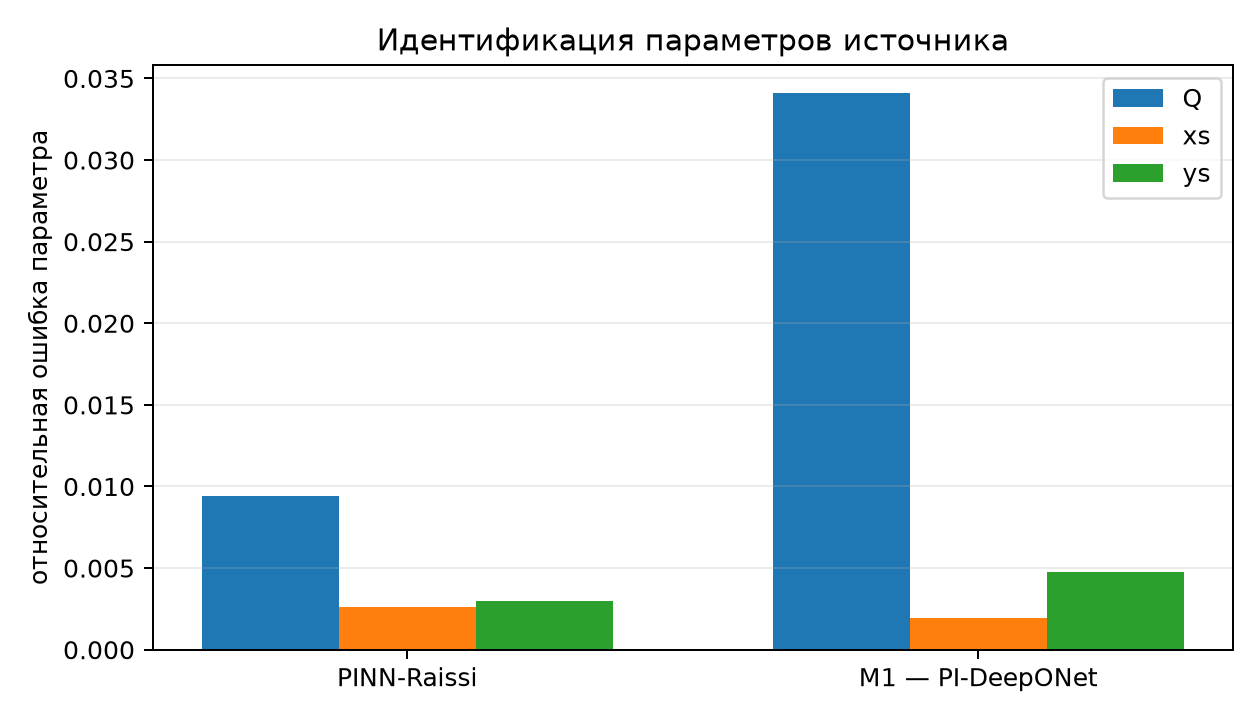 Идентификация параметров источника
относительная ошибка параметра
0.035
0.030
0.025
0.020
0.015
0.010
0.005
0.000
Q
xs
ys
PINN-Raissi
M1 — PI-DeepONet